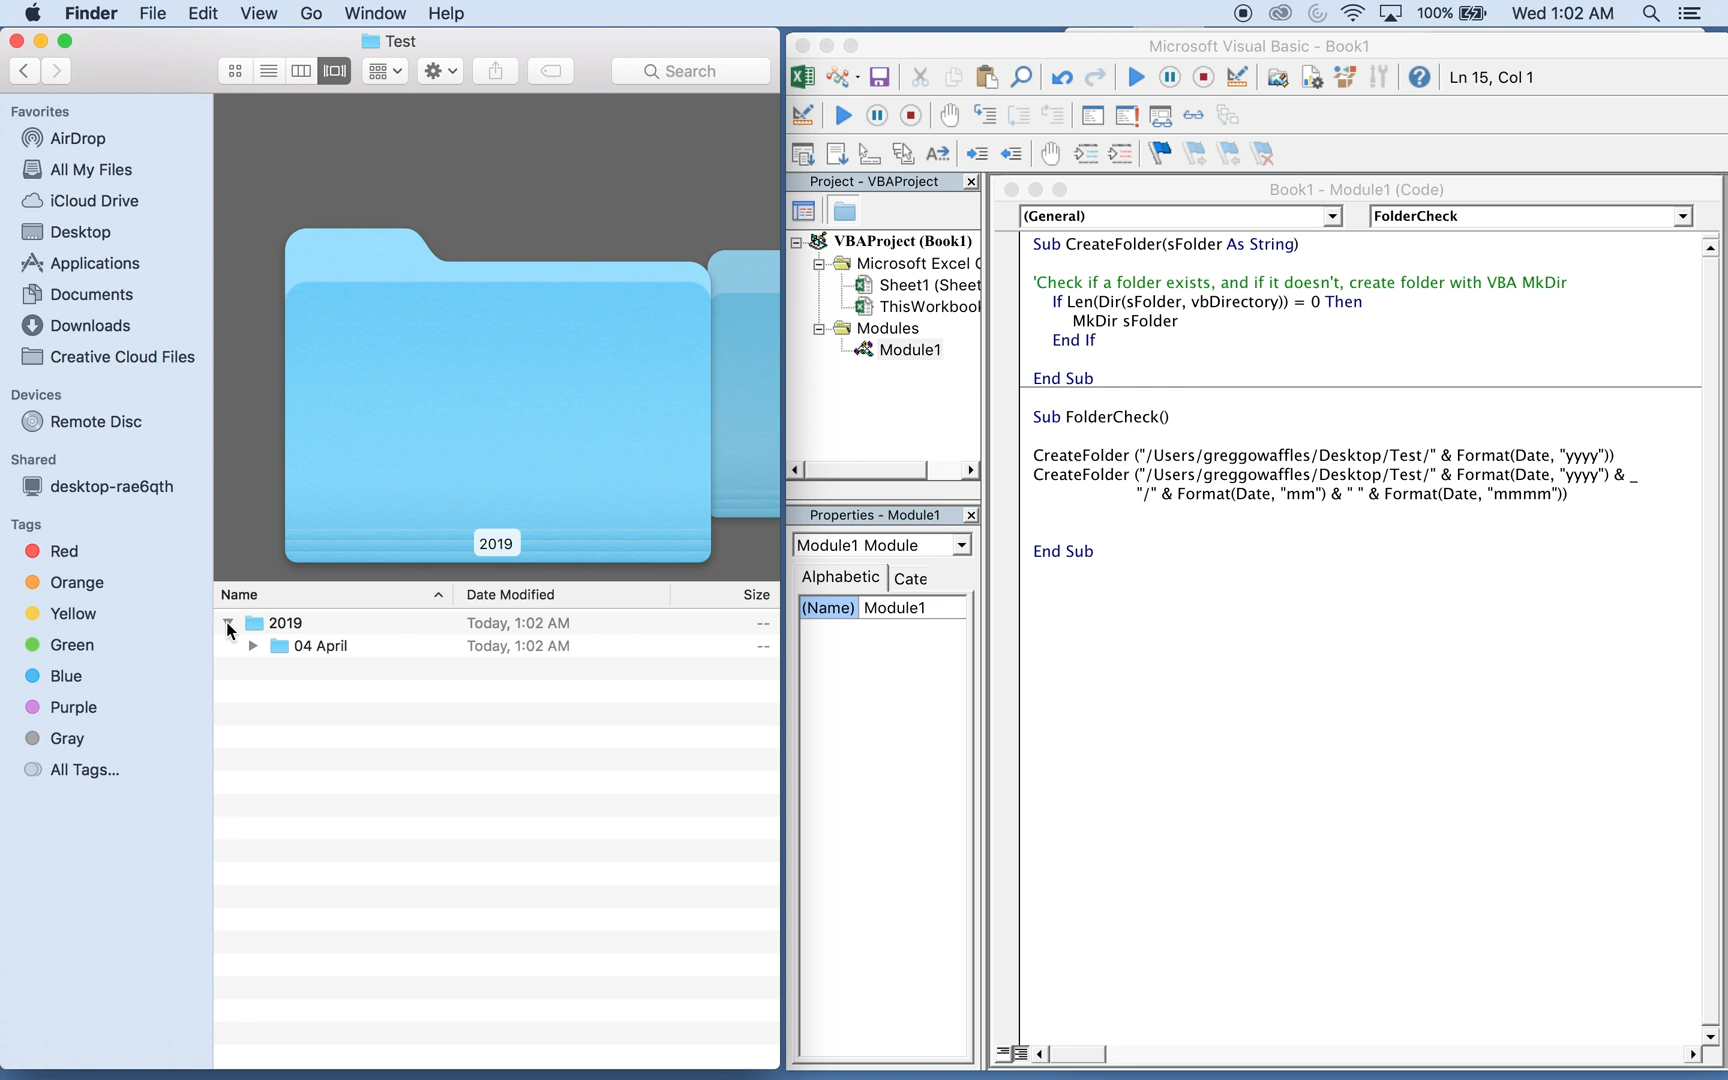 Finder File Edit View Go Window Help
100% Wed 1:02 AM
Test
Search
Favorites
AirDrop
All My Files
iCloud Drive
Desktop
Applications
Documents
Downloads
Creative Cloud Files
Devices
Remote Disc
Shared
desktop-rae6qth
Tags
Red
Orange
Yellow
Green
Blue
Purple
Gray
All Tags...
2019
Name Date Modified Size
2019 Today, 1:02 AM --
04 April Today, 1:02 AM --
Microsoft Visual Basic - Book1
Ln 15, Col 1
Project - VBAProject
VBAProject (Book1)
Microsoft Excel O
Sheet1 (Sheet
ThisWorkbook
Modules
Module1
Properties - Module1
Module1 Module
Alphabetic Cate
(Name) Module1
Book1 - Module1 (Code)
(General) FolderCheck
Sub CreateFolder(sFolder As String)
'Check if a folder exists, and if it doesn't, create folder with VBA MkDir
If Len(Dir(sFolder, vbDirectory)) = 0 Then
MkDir sFolder
End If
End Sub
Sub FolderCheck()
CreateFolder ("/Users/greggowaffles/Desktop/Test/" & Format(Date, "yyyy"))
CreateFolder ("/Users/greggowaffles/Desktop/Test/" & Format(Date, "yyyy") & _
"/" & Format(Date, "mm") & " " & Format(Date, "mmmm"))
End Sub